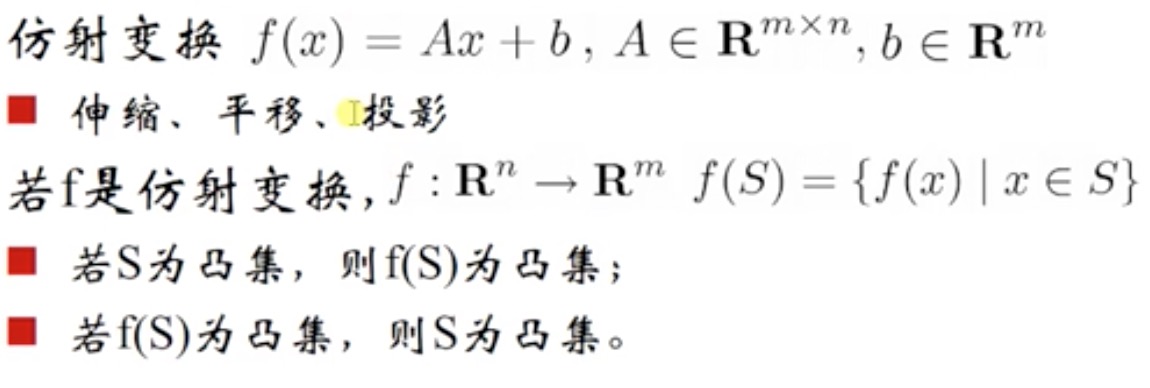 仿射变换 f(x) = Ax + b , A ∈ R^{m×n}, b ∈ R^m
■ 伸缩、平移、投影
若f是仿射变换, f : R^n → R^m f(S) = {f(x) | x ∈ S}
■ 若S为凸集，则f(S)为凸集；
■ 若f(S)为凸集，则S为凸集。